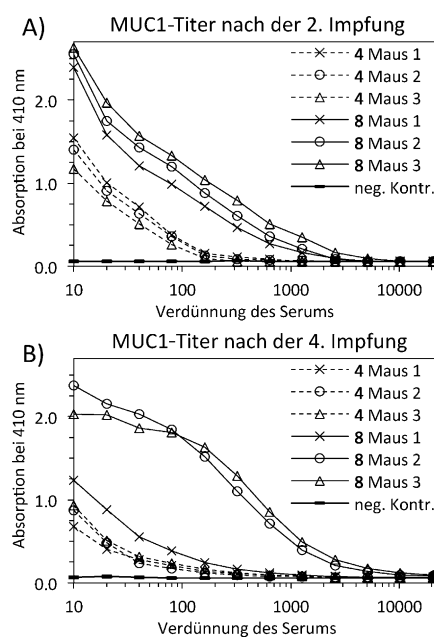 A)
MUC1-Titer nach der 2. Impfung
Absorption bei 410 nm
2.0
1.0
0.0
4 Maus 1
4 Maus 2
4 Maus 3
8 Maus 1
8 Maus 2
8 Maus 3
neg. Kontr.
10 100 1000 10000
Verdünnung des Serums
B)
MUC1-Titer nach der 4. Impfung
Absorption bei 410 nm
2.0
1.0
0.0
4 Maus 1
4 Maus 2
4 Maus 3
8 Maus 1
8 Maus 2
8 Maus 3
neg. Kontr.
10 100 1000 10000
Verdünnung des Serums